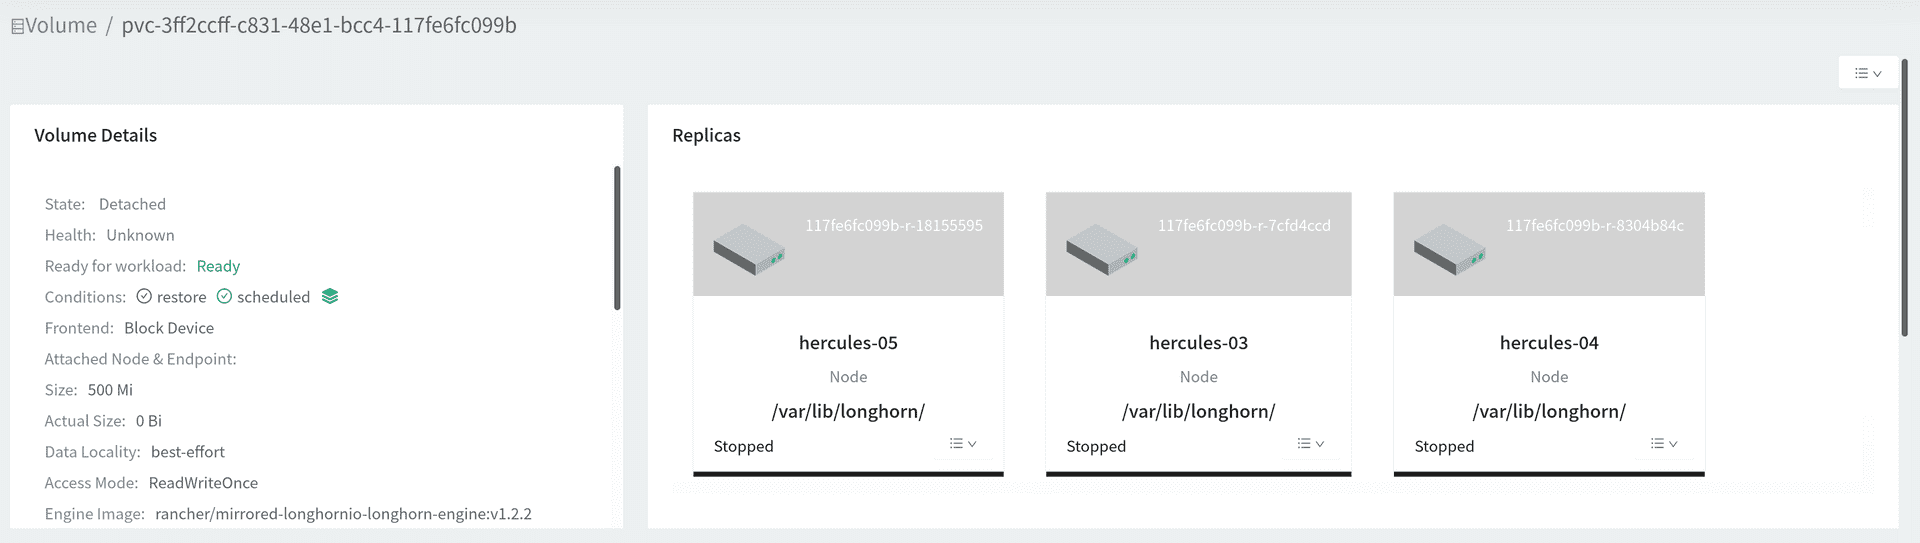 Volume / pvc-3ff2ccff-c831-48e1-bcc4-117fe6fc099b
Volume Details
State: Detached
Health: Unknown
Ready for workload: Ready
Conditions: restore scheduled
Frontend: Block Device
Attached Node & Endpoint:
Size: 500 Mi
Actual Size: 0 Bi
Data Locality: best-effort
Access Mode: ReadWriteOnce
Engine Image: rancher/mirrored-longhornio-longhorn-engine:v1.2.2
Replicas
117fe6fc099b-r-18155595
hercules-05
Node
/var/lib/longhorn/
Stopped
117fe6fc099b-r-7cfd4ccd
hercules-03
Node
/var/lib/longhorn/
Stopped
117fe6fc099b-r-8304b84c
hercules-04
Node
/var/lib/longhorn/
Stopped